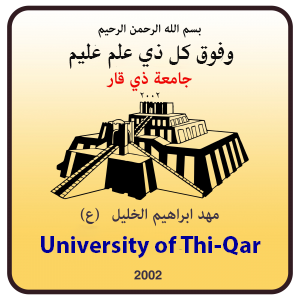 بسم الله الرحمن الرحيم
وفوق كل ذي علم عليم
جامعة ذي قار
٢٠٠٢
مهد ابراهيم الخليل (ع)
University of Thi-Qar
2002